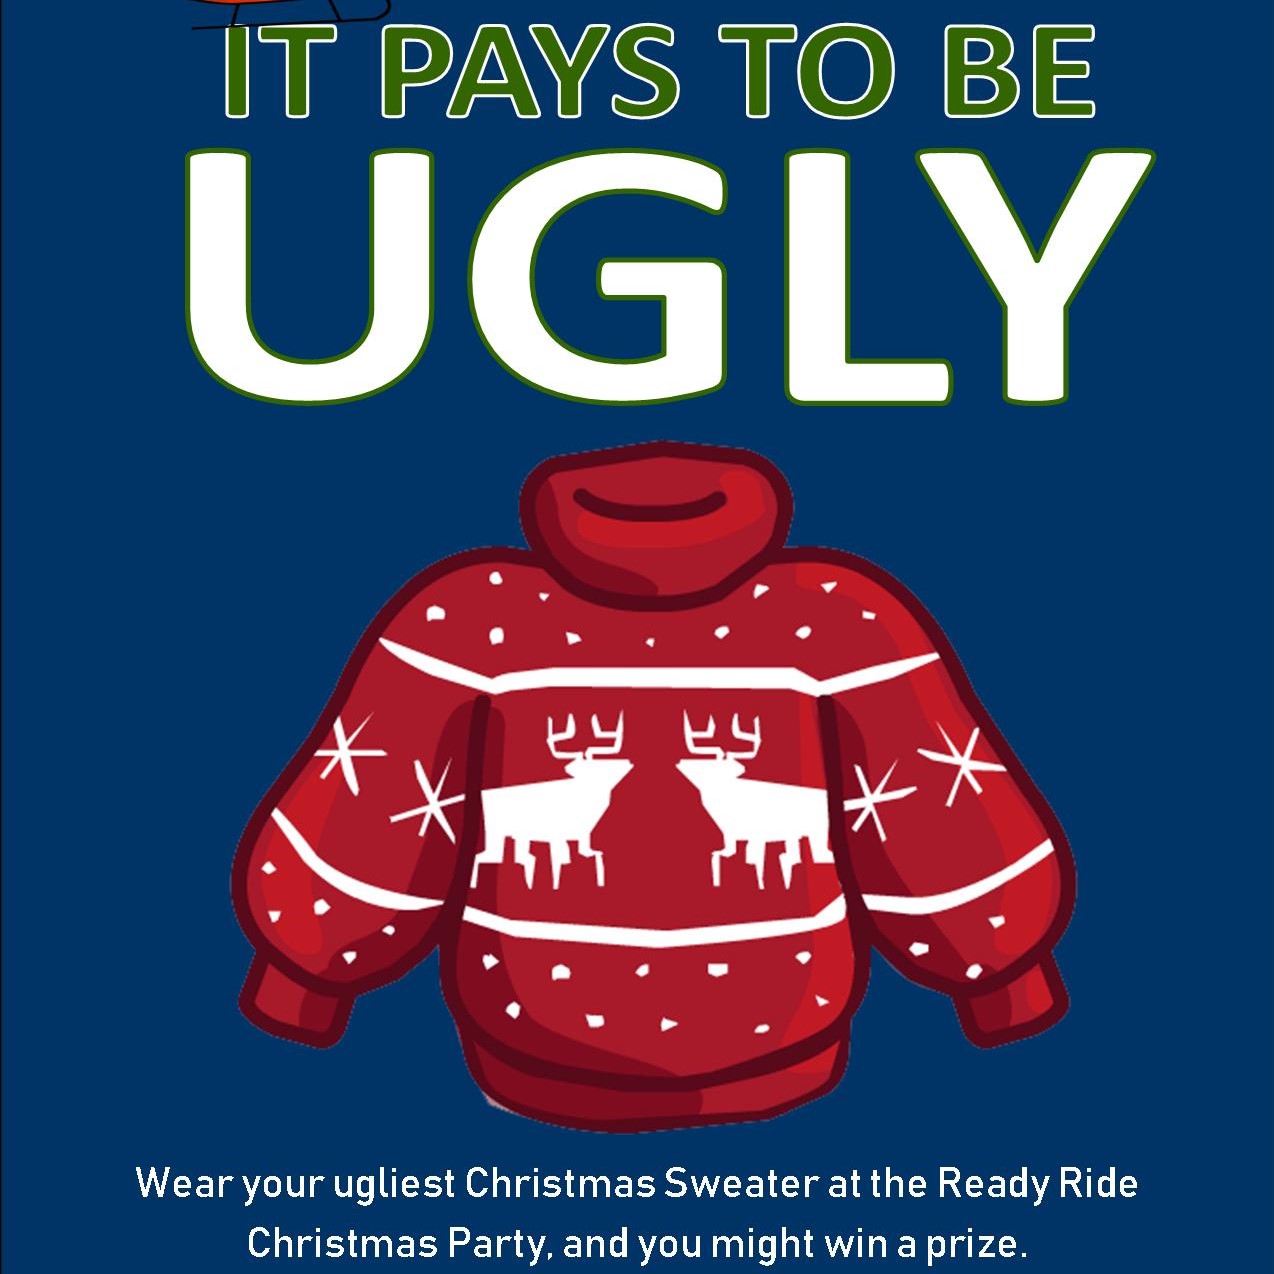 IT PAYS TO BE
UGLY
Wear your ugliest Christmas Sweater at the Ready Ride
Christmas Party, and you might win a prize.